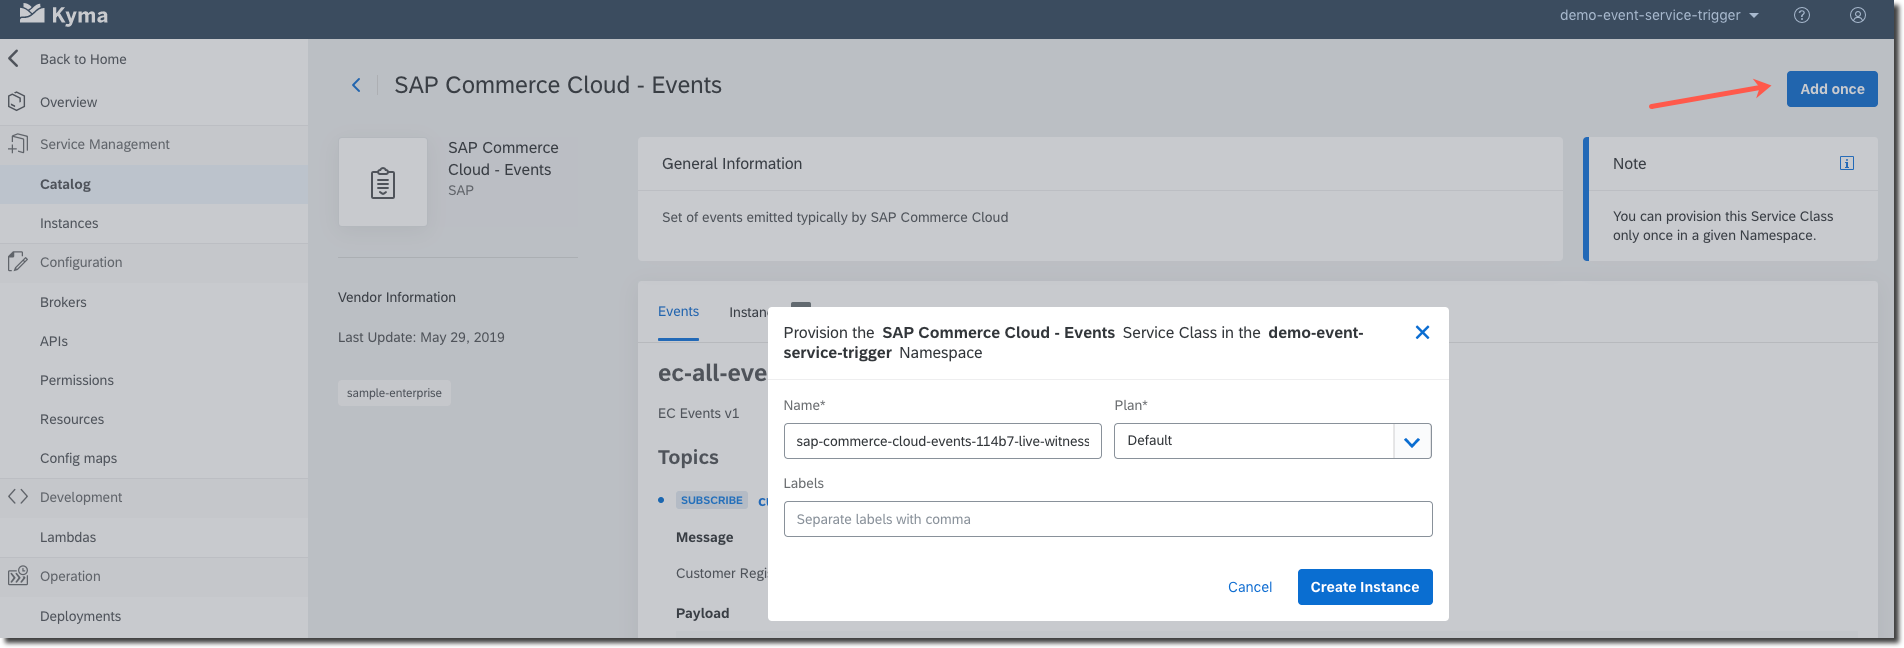 Kyma
demo-event-service-trigger
Back to Home
Overview
Service Management
Catalog
Instances
Configuration
Brokers
APIs
Permissions
Resources
Config maps
Development
Lambdas
Operation
Deployments
SAP Commerce Cloud - Events
Add once
SAP Commerce
Cloud - Events
SAP
Vendor Information
Last Update: May 29, 2019
sample-enterprise
General Information
Set of events emitted typically by SAP Commerce Cloud
Note
You can provision this Service Class
only once in a given Namespace.
Events
ec-all-eve
EC Events v1
Topics
SUBSCRIBE
Message
Customer
Payload
Provision the SAP Commerce Cloud - Events Service Class in the demo-event-
service-trigger Namespace
Name*
Plan*
sap-commerce-cloud-events-114b7-live-witness
Default
Labels
Separate labels with comma
Cancel
Create Instance